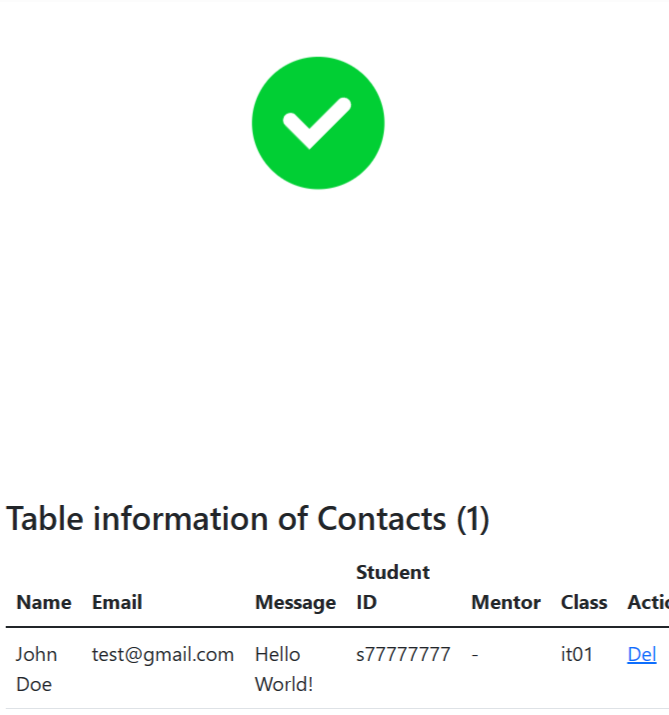 Table information of Contacts (1)
Student
Name Email Message ID Mentor Class Actio
John test@gmail.com Hello s77777777 - it01 Del
Doe World!